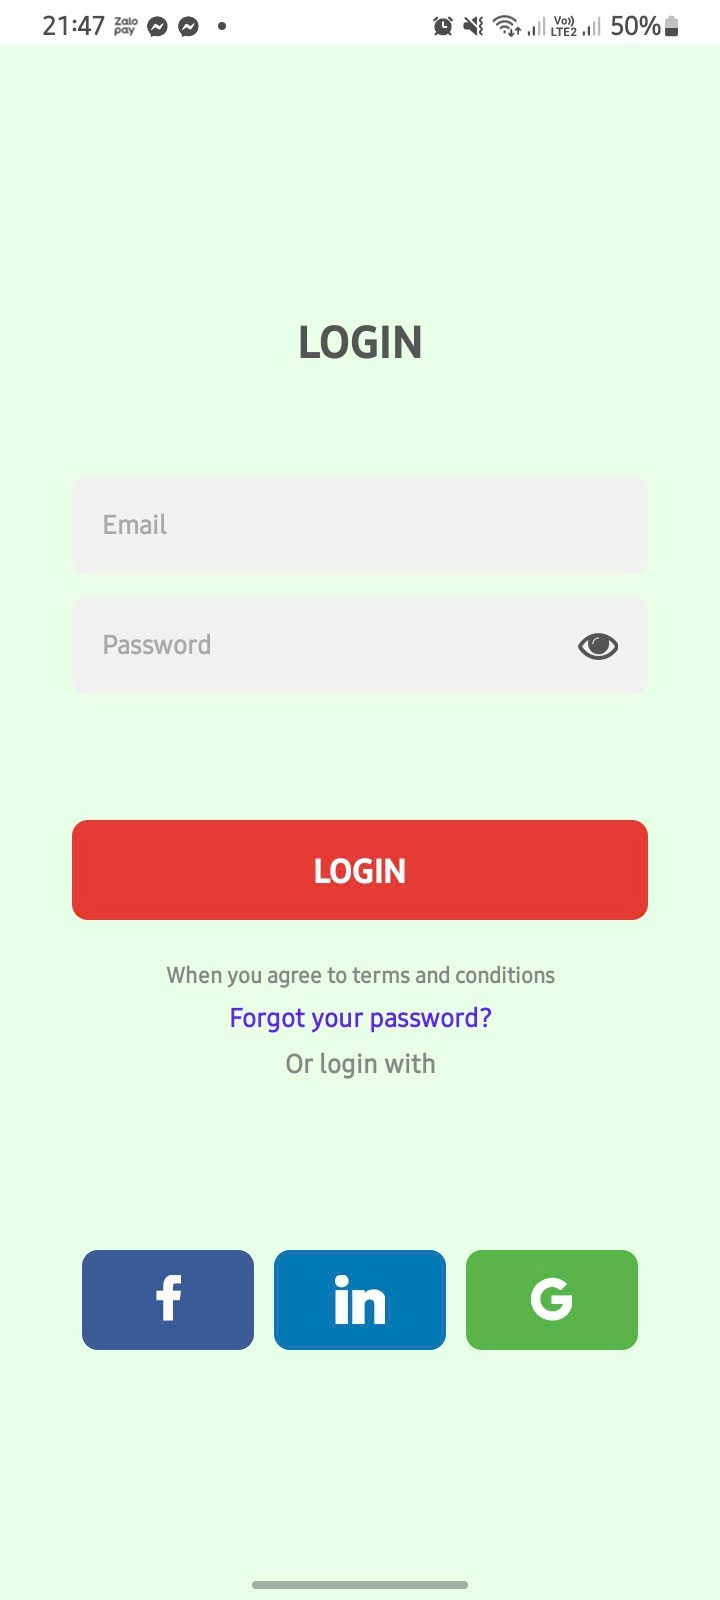 21:47 Zalo pay Vo)) LTE2 50%
LOGIN
Email
Password
LOGIN
When you agree to terms and conditions
Forgot your password?
Or login with
f in G